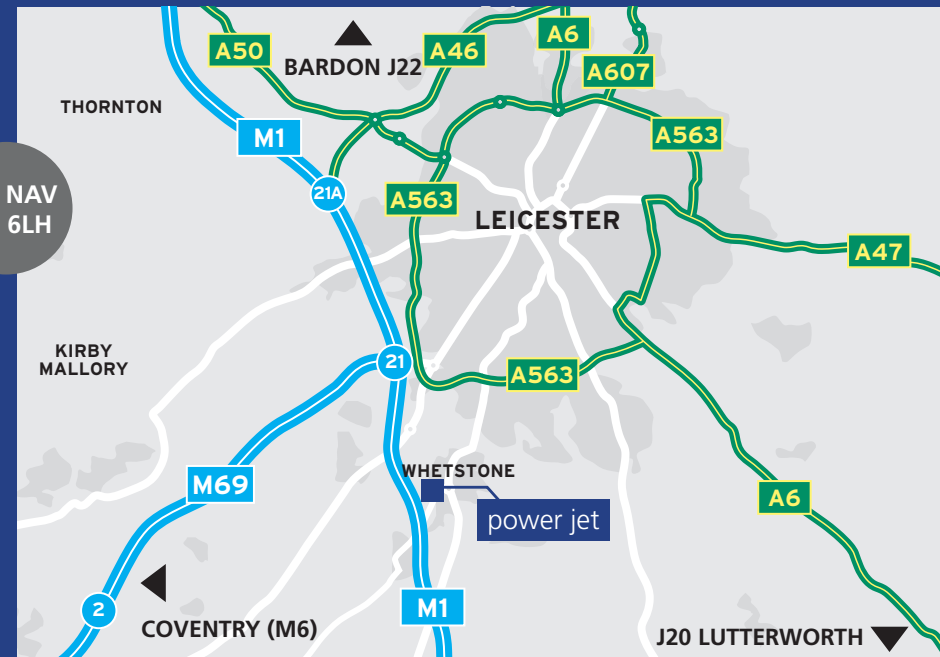 A50
A46
A6
BARDON J22
A607
THORNTON
M1
A563
21A
NAV
6LH
A563
LEICESTER
A47
KIRBY
MALLORY
21
A563
WHETSTONE
M69
A6
power jet
2
M1
COVENTRY (M6)
J20 LUTTERWORTH